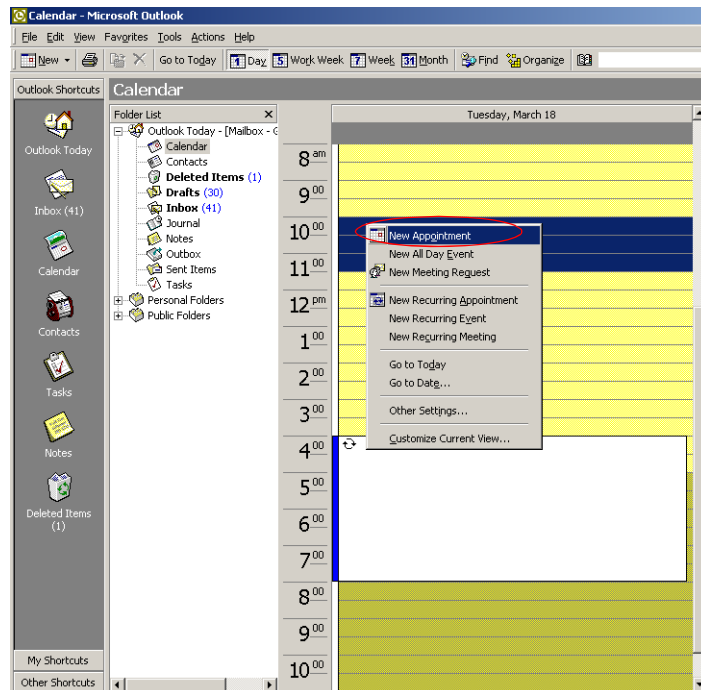 Calendar - Microsoft Outlook
File Edit View Favorites Tools Actions Help
New Go to Today 1 Day 5 Work Week 7 Week 31 Month Find Organize
Outlook Shortcuts
Calendar
Outlook Today
Inbox (41)
Calendar
Contacts
Tasks
Notes
Deleted Items
(1)
My Shortcuts
Other Shortcuts
Folder List
Outlook Today - [Mailbox -
Calendar
Contacts
Deleted Items (1)
Drafts (30)
Inbox (41)
Journal
Notes
Outbox
Sent Items
Tasks
Personal Folders
Public Folders
Tuesday, March 18
8 am
9 00
10 00
11 00
12 pm
1 00
2 00
3 00
4 00
5 00
6 00
7 00
8 00
9 00
10 00
New Appointment
New All Day Event
New Meeting Request
New Recurring Appointment
New Recurring Event
New Recurring Meeting
Go to Today
Go to Date...
Other Settings...
Customize Current View...